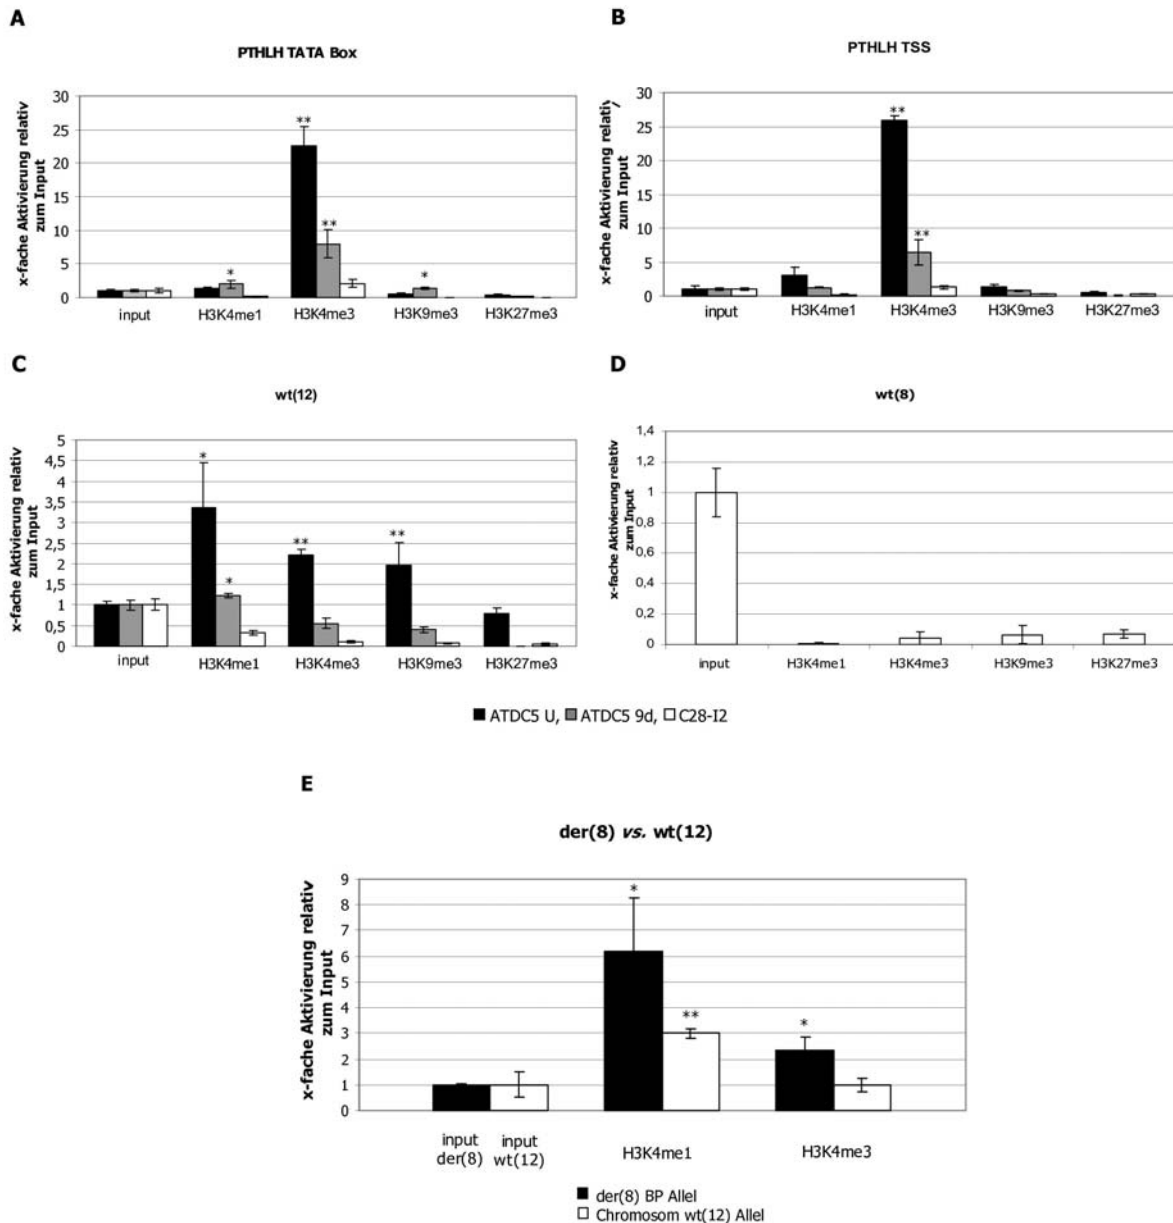 A
PTHLH TATA Box
x-fache Aktivierung relativ
zum Input
30
25
20
15
10
5
0
**
**
*
*
input
H3K4me1
H3K4me3
H3K9me3
H3K27me3
B
PTHLH TSS
x-fache Aktivierung relativ
zum Input
30
25
20
15
10
5
0
**
**
input
H3K4me1
H3K4me3
H3K9me3
H3K27me3
C
wt(12)
x-fache Aktivierung relativ
zum Input
5
4,5
4
3,5
3
2,5
2
1,5
1
0,5
0
*
*
**
**
input
H3K4me1
H3K4me3
H3K9me3
H3K27me3
D
wt(8)
x-fache Aktivierung relativ
zum Input
1,4
1,2
1
0,8
0,6
0,4
0,2
0
input
H3K4me1
H3K4me3
H3K9me3
H3K27me3
ATDC5 U, ATDC5 9d, C28-I2
E
der(8) vs. wt(12)
x-fache Aktivierung relativ
zum Input
9
8
7
6
5
4
3
2
1
0
*
**
*
input
der(8)
input
wt(12)
H3K4me1
H3K4me3
der(8) BP Allel
Chromosom wt(12) Allel